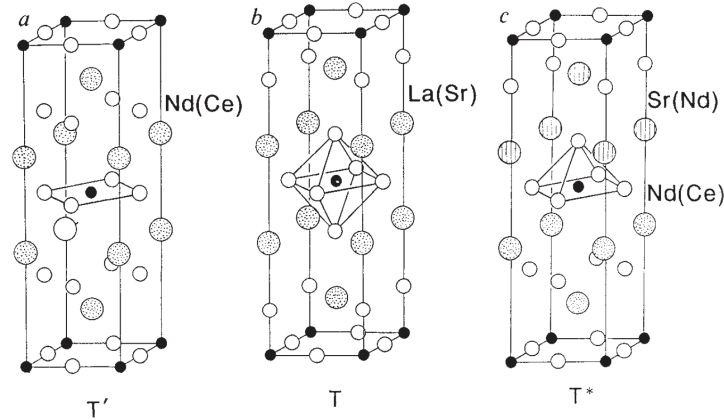 a
b
c
Nd(Ce)
La(Sr)
Sr(Nd)
Nd(Ce)
T′
T
T*